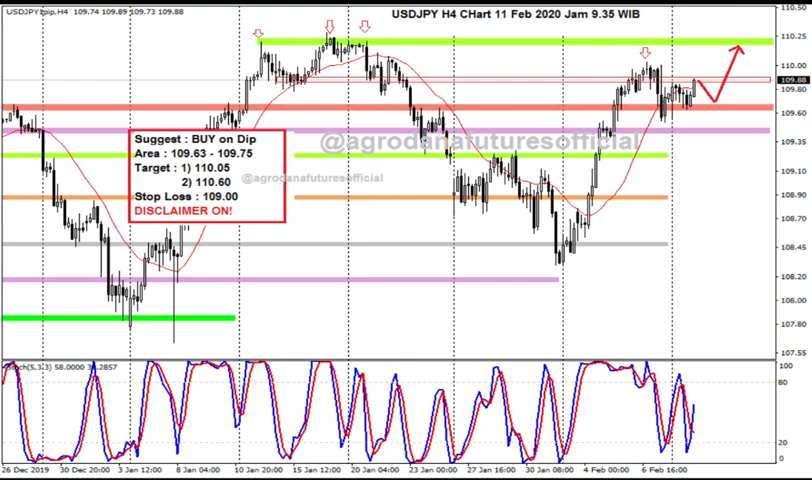 USDJPYpip,H4 109.74 109.89 109.73 109.88
USDJPY H4 CHart 11 Feb 2020 Jam 9.35 WIB
110.50
110.25
110.00
109.88
109.80
109.60
109.35
109.10
108.90
108.70
108.45
108.20
108.00
107.80
107.55
Suggest : BUY on Dip
Area : 109.63 - 109.75
Target : 1) 110.05
2) 110.60
Stop Loss : 109.00
DISCLAIMER ON!
@agrodanafuturesofficial
@agrodanafuturesofficial
Stoch(5,3,3) 58.0000 33.2857
100
80
20
0
26 Dec 2019
30 Dec 20:00
3 Jan 12:00
8 Jan 04:00
10 Jan 20:00
15 Jan 12:00
20 Jan 04:00
23 Jan 00:00
27 Jan 16:00
30 Jan 08:00
4 Feb 00:00
6 Feb 16:00